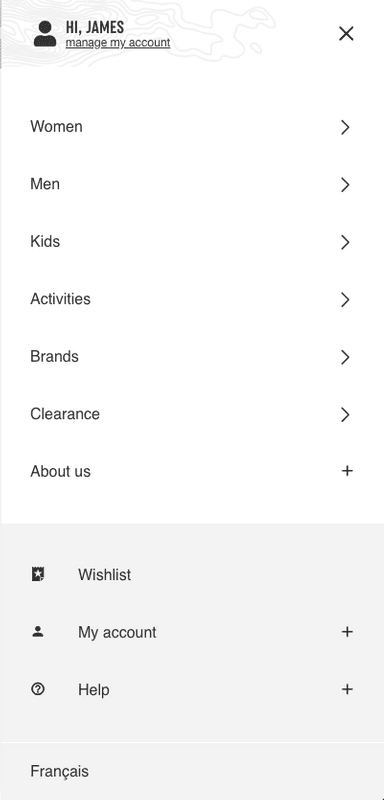 HI, JAMES
manage my account
Women
Men
Kids
Activities
Brands
Clearance
About us
Wishlist
My account
Help
Français